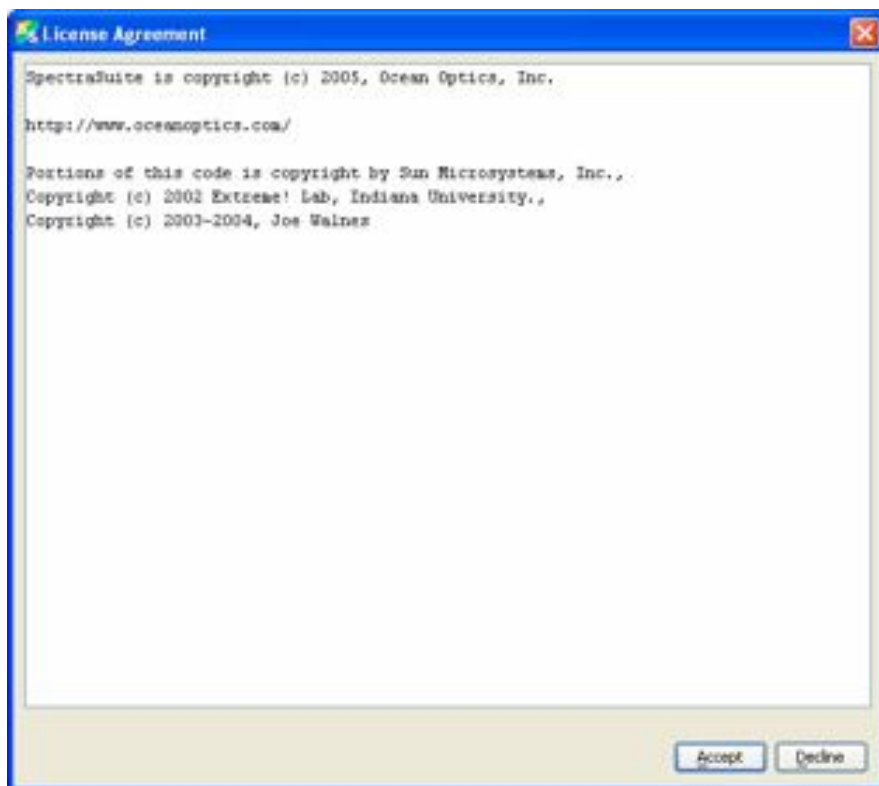 License Agreement
SpectraSuite is copyright (c) 2005, Ocean Optics, Inc.
http://www.oceanoptics.com/
Portions of this code is copyright by Sun Microsystems, Inc.,
Copyright (c) 2002 Extreme! Lab, Indiana University.,
Copyright (c) 2003-2004, Joe Walnes
Accept Decline